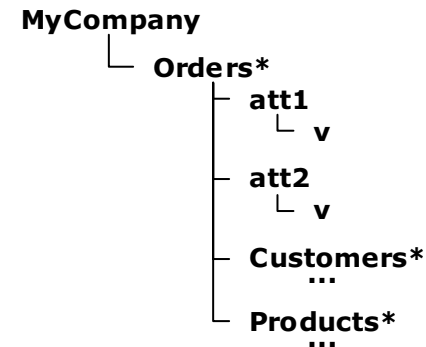 MyCompany
Orders*
att1
v
att2
v
Customers*
...
Products*
...